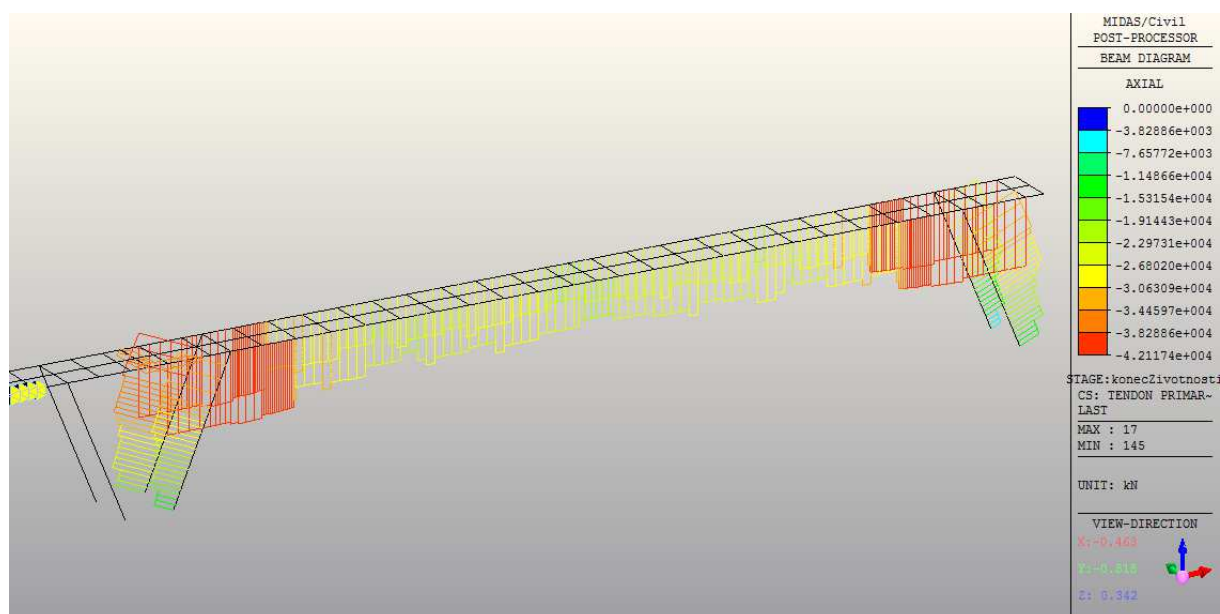 MIDAS/Civil
POST-PROCESSOR
BEAM DIAGRAM
AXIAL
0.00000e+000
-3.82886e+003
-7.65772e+003
-1.14866e+004
-1.53154e+004
-1.91443e+004
-2.29731e+004
-2.68020e+004
-3.06309e+004
-3.44597e+004
-3.82886e+004
-4.21174e+004
STAGE:konecZivotnosti
CS: TENDON PRIMAR~
LAST
MAX : 17
MIN : 145
UNIT: kN
VIEW-DIRECTION
X:-0.463
Y:-0.818
Z: 0.342